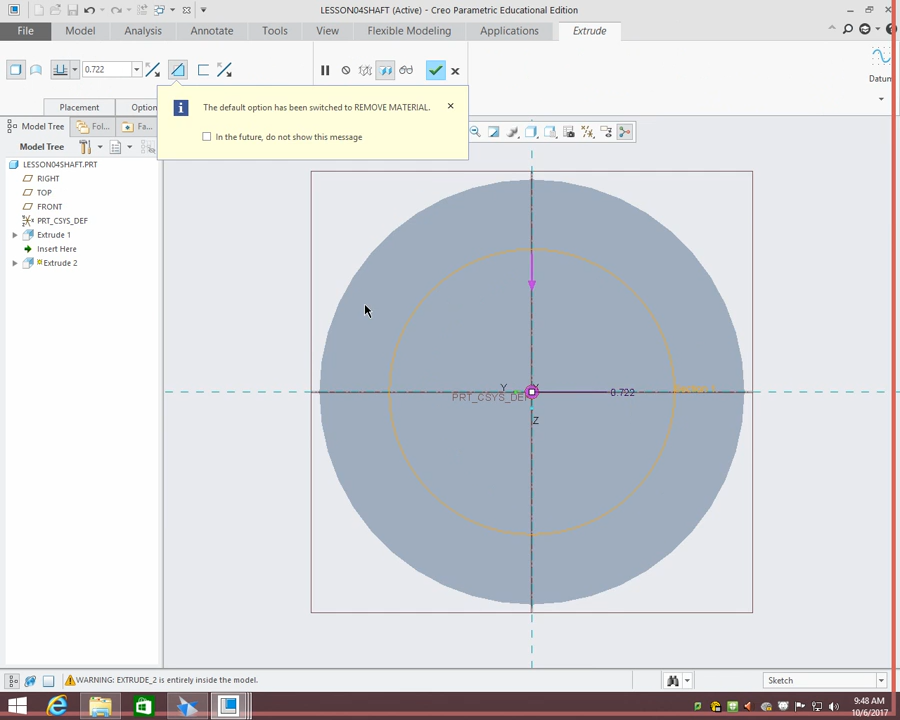 LESSON04SHAFT (Active) - Creo Parametric Educational Edition
File Model Analysis Annotate Tools View Flexible Modeling Applications Extrude
0.722
Datum
Placement Option
The default option has been switched to REMOVE MATERIAL.
In the future, do not show this message
Model Tree Fol... Fa...
Model Tree
LESSON04SHAFT.PRT
RIGHT
TOP
FRONT
PRT_CSYS_DEF
Extrude 1
Insert Here
Extrude 2
Y X
0.722
PRT_CSYS_DEF
Z
WARNING: EXTRUDE_2 is entirely inside the model.
Sketch
9:48 AM
10/6/2017